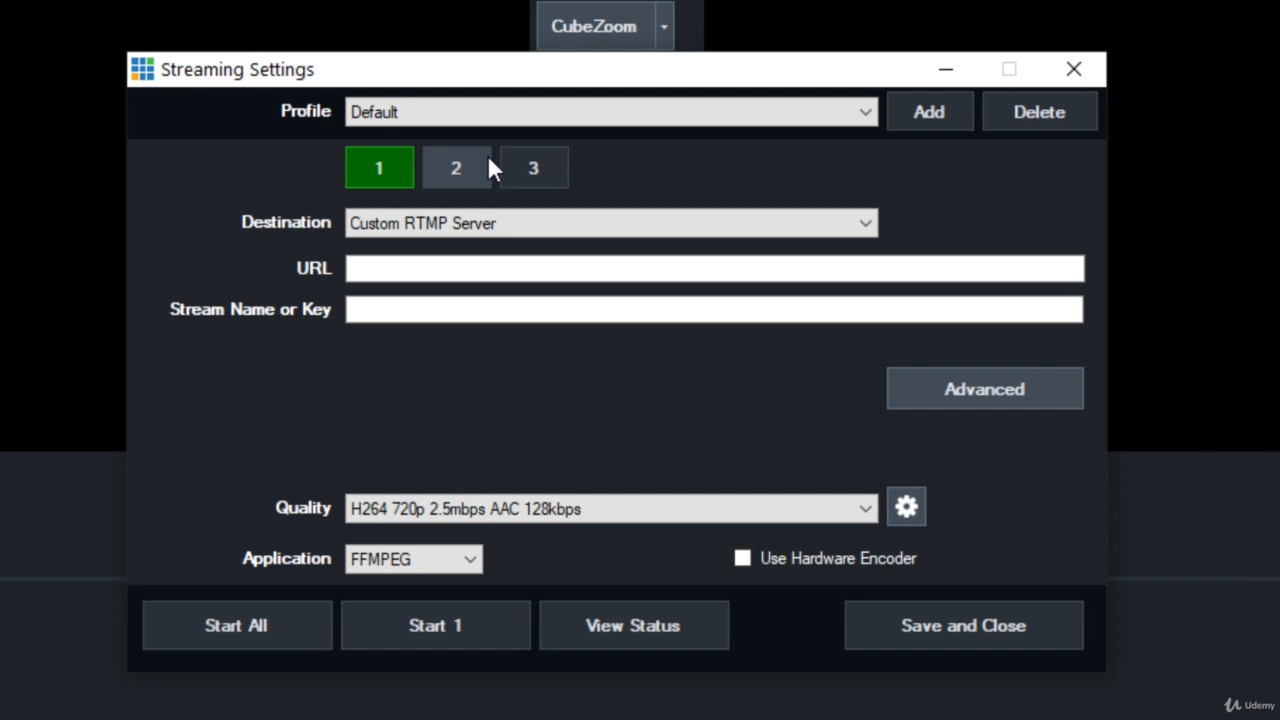 CubeZoom
Streaming Settings
Profile Default Add Delete
1 2 3
Destination Custom RTMP Server
URL
Stream Name or Key
Advanced
Quality H264 720p 2.5mbps AAC 128kbps
Application FFMPEG Use Hardware Encoder
Start All Start 1 View Status Save and Close
Udemy